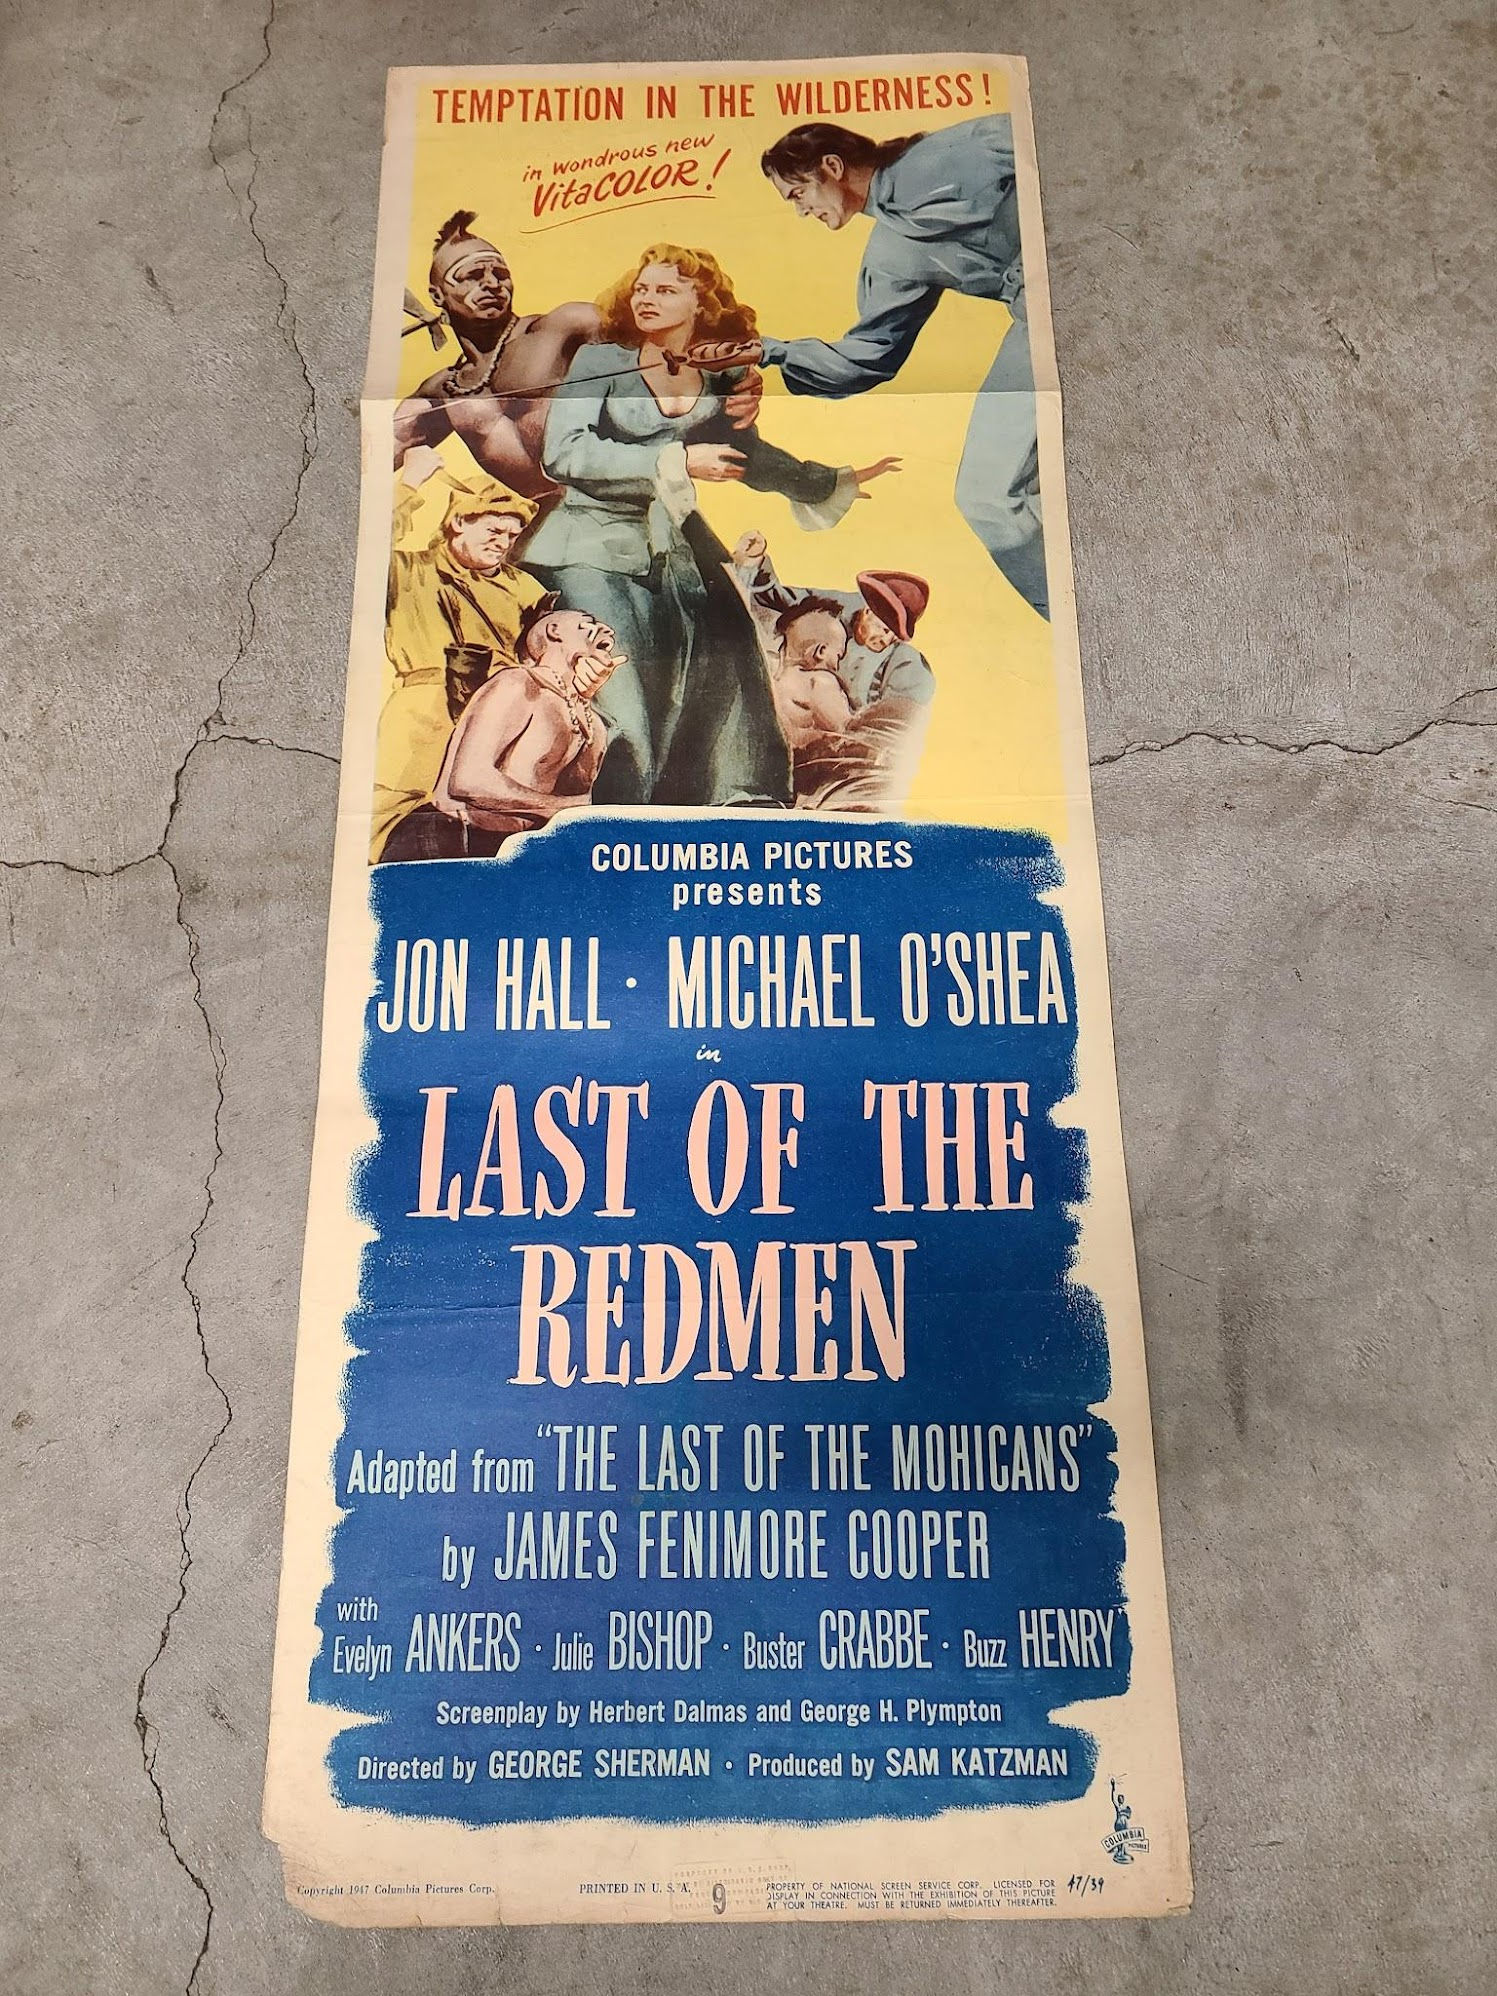 TEMPTATION IN THE WILDERNESS!
in wondrous new
VitaCOLOR!
COLUMBIA PICTURES
presents
JON HALL · MICHAEL O'SHEA
in
LAST OF THE
REDMEN
Adapted from "THE LAST OF THE MOHICANS"
by JAMES FENIMORE COOPER
with
Evelyn ANKERS · Julie BISHOP · Buster CRABBE · Buzz HENRY
Screenplay by Herbert Dalmas and George H. Plympton
Directed by GEORGE SHERMAN · Produced by SAM KATZMAN
COLUMBIA
PICTURES
Copyright 1947 Columbia Pictures Corp.
PRINTED IN U. S. A.
9
PROPERTY OF NATIONAL SCREEN SERVICE CORP. LICENSED FOR
DISPLAY IN CONNECTION WITH THE EXHIBITION OF THIS PICTURE
AT YOUR THEATRE. MUST BE RETURNED IMMEDIATELY THEREAFTER.
47/39